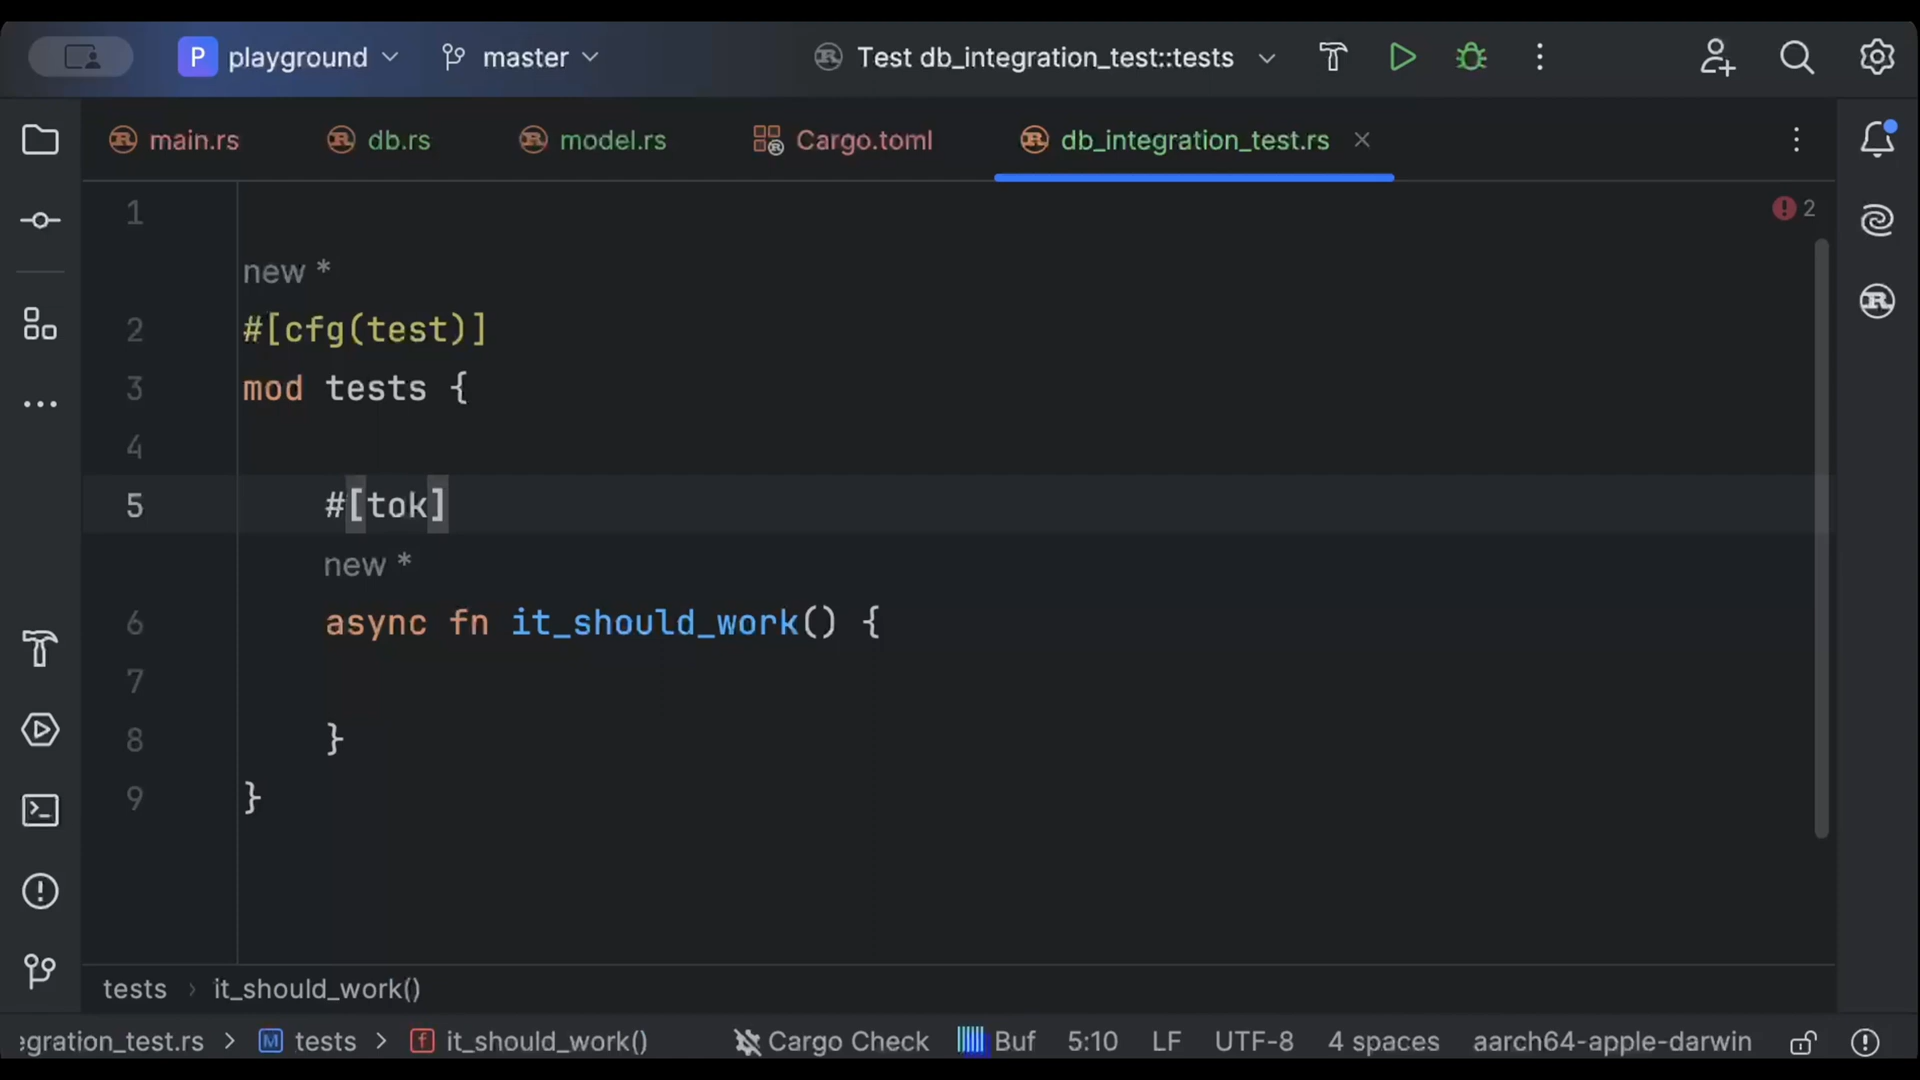 P playground master Test db_integration_test::tests
main.rs db.rs model.rs Cargo.toml db_integration_test.rs
1 2
new *
2 #[cfg(test)]
3 mod tests {
4
5 #[tok]
new *
6 async fn it_should_work() {
7
8 }
9 }
tests › it_should_work()
egration_test.rs > M tests > f it_should_work() Cargo Check Buf 5:10 LF UTF-8 4 spaces aarch64-apple-darwin